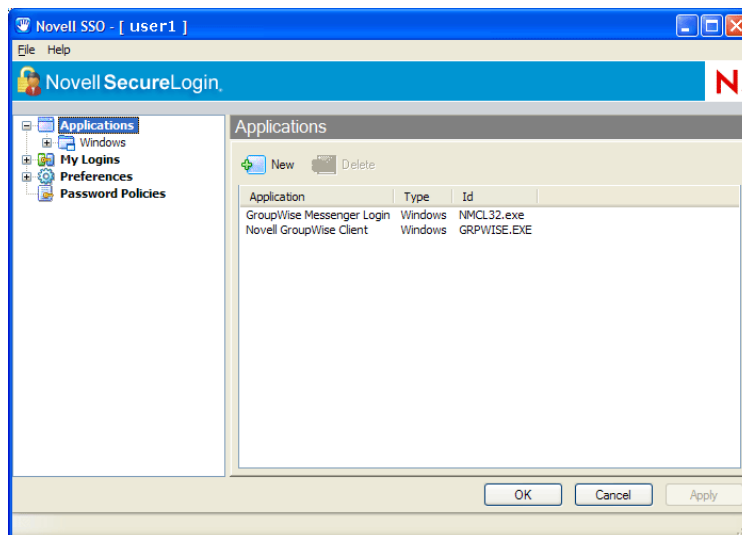 Novell SSO - [ user1 ]
File Help
Novell SecureLogin
N
Applications
Windows
My Logins
Preferences
Password Policies
Applications
New Delete
Application Type Id
GroupWise Messenger Login Windows NMCL32.exe
Novell GroupWise Client Windows GRPWISE.EXE
OK Cancel Apply